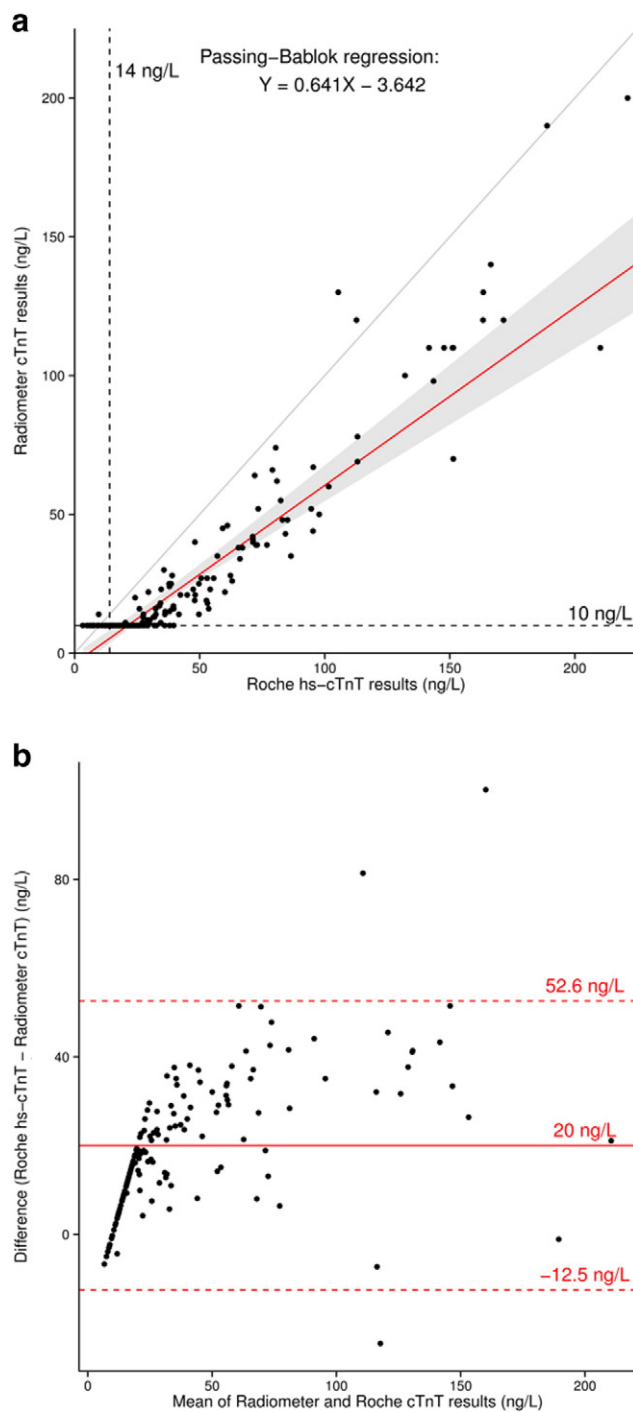 a
14 ng/L
Passing−Bablok regression:
Y = 0.641X − 3.642
200
150
100
50
0
Radiometer cTnT results (ng/L)
10 ng/L
0
50
100
150
200
Roche hs−cTnT results (ng/L)
b
80
40
0
Difference (Roche hs−cTnT − Radiometer cTnT) (ng/L)
52.6 ng/L
20 ng/L
−12.5 ng/L
0
50
100
150
200
Mean of Radiometer and Roche cTnT results (ng/L)